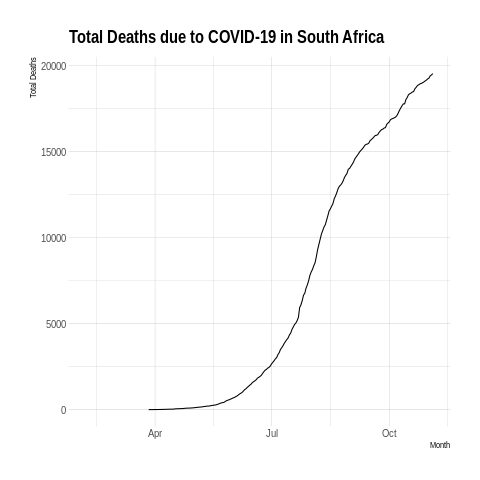 Total Deaths due to COVID-19 in South Africa
Total Deaths
20000
15000
10000
5000
0
Apr
Jul
Oct
Month